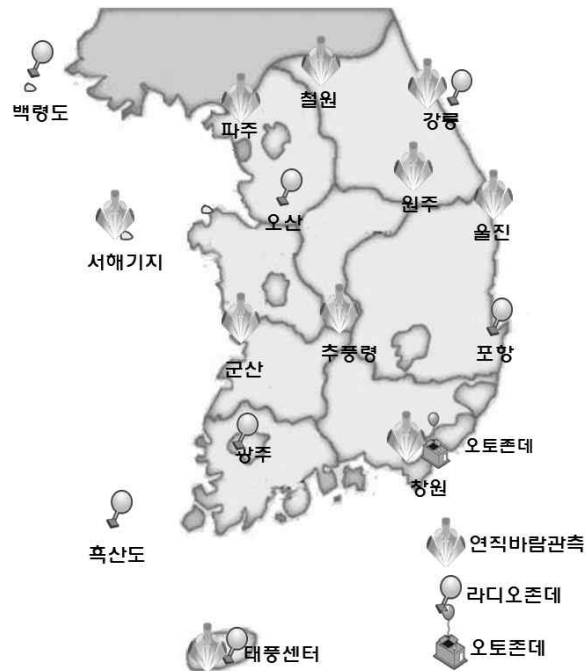 백령도
철원
파주
강릉
오산
원주
울진
서해기지
군산
추풍령
포항
광주
오토존데
창원
흑산도
연직바람관측
라디오존데
오토존데
태풍센터